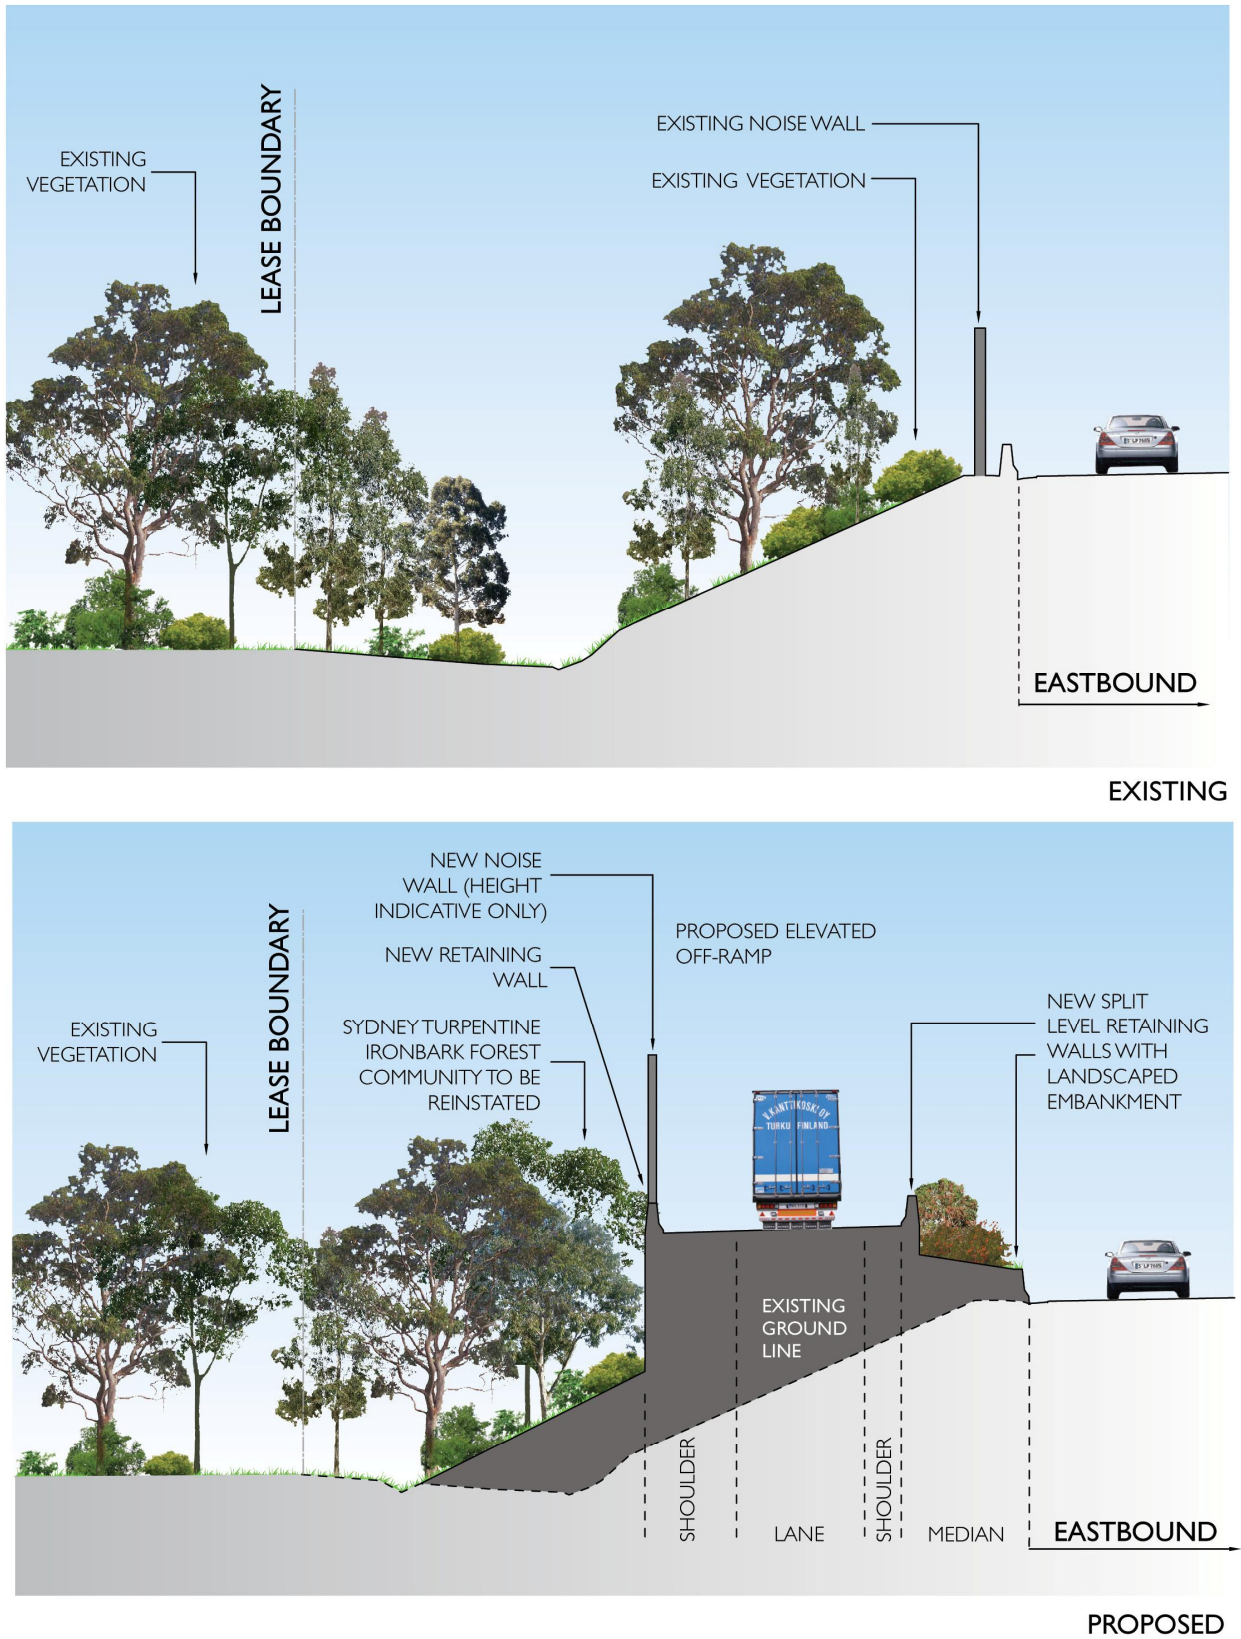 EXISTING
VEGETATION
LEASE BOUNDARY
EXISTING NOISE WALL
EXISTING VEGETATION
EASTBOUND
EXISTING
NEW NOISE
WALL (HEIGHT
INDICATIVE ONLY)
PROPOSED ELEVATED
OFF-RAMP
NEW RETAINING
WALL
LEASE BOUNDARY
EXISTING
VEGETATION
SYDNEY TURPENTINE
IRONBARK FOREST
COMMUNITY TO BE
REINSTATED
NEW SPLIT
LEVEL RETAINING
WALLS WITH
LANDSCAPED
EMBANKMENT
V.KANTTIKOSKI OY
TURKU FINLAND
EXISTING
GROUND
LINE
SHOULDER
LANE
SHOULDER
MEDIAN
EASTBOUND
PROPOSED